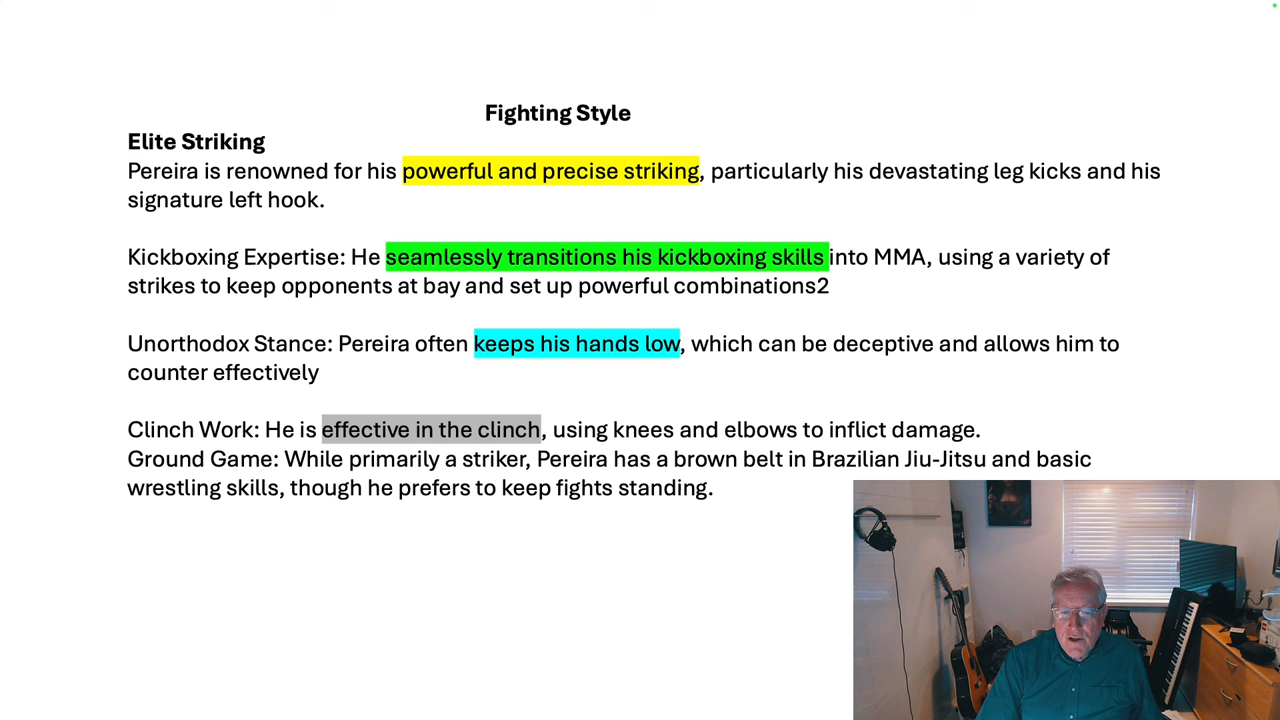 Fighting Style
Elite Striking
Pereira is renowned for his powerful and precise striking, particularly his devastating leg kicks and his
signature left hook.
Kickboxing Expertise: He seamlessly transitions his kickboxing skills into MMA, using a variety of
strikes to keep opponents at bay and set up powerful combinations2
Unorthodox Stance: Pereira often keeps his hands low, which can be deceptive and allows him to
counter effectively
Clinch Work: He is effective in the clinch, using knees and elbows to inflict damage.
Ground Game: While primarily a striker, Pereira has a brown belt in Brazilian Jiu-Jitsu and basic
wrestling skills, though he prefers to keep fights standing.